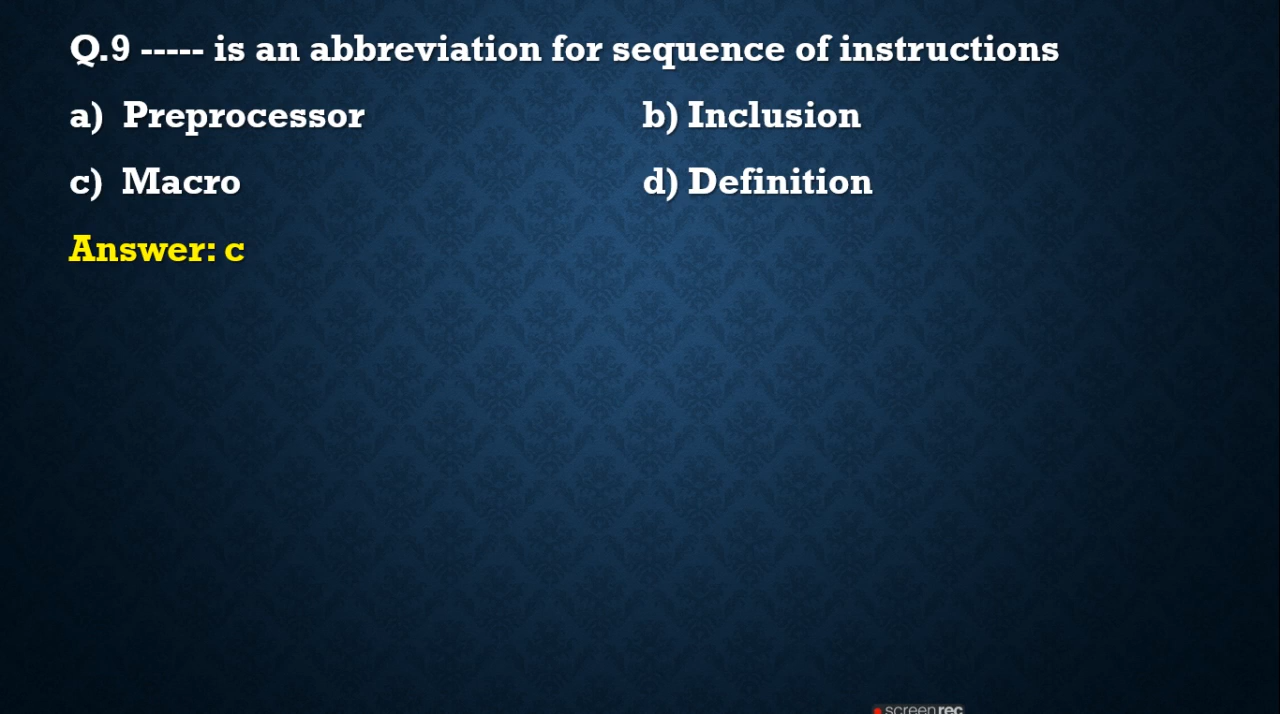 Q.9 ----- is an abbreviation for sequence of instructions
a) Preprocessor b) Inclusion
c) Macro d) Definition
Answer: c
screenrec